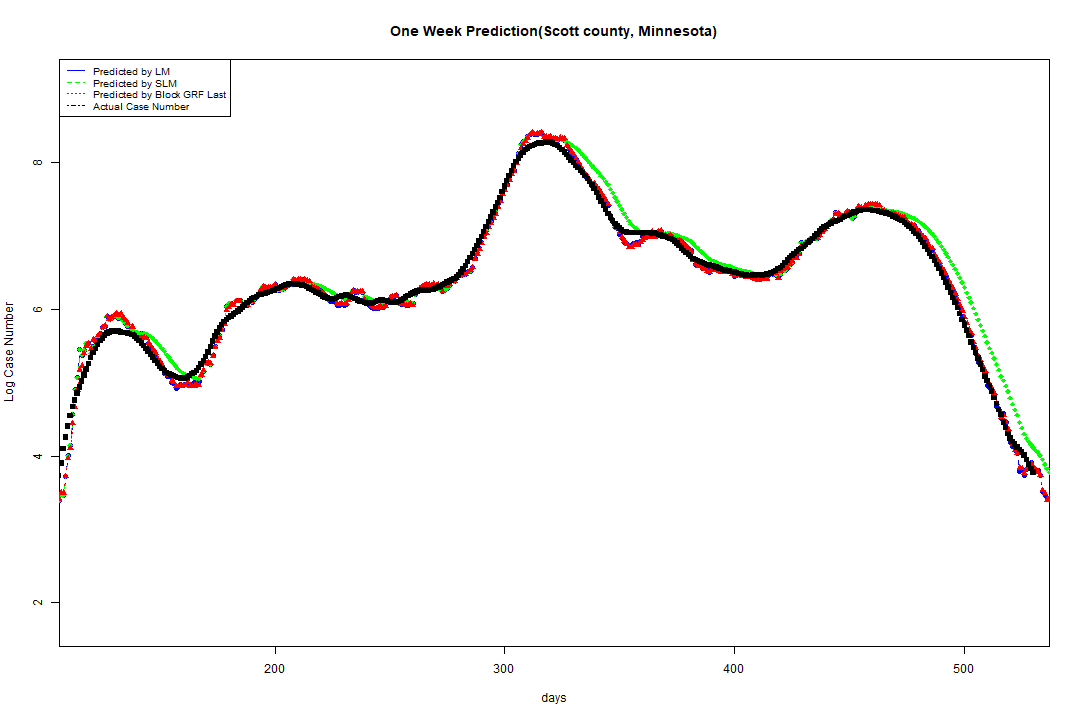 One Week Prediction(Scott county, Minnesota)
Predicted by LM
Predicted by SLM
Predicted by Block GRF Last
Actual Case Number
8
6
4
2
Log Case Number
200
300
400
500
days